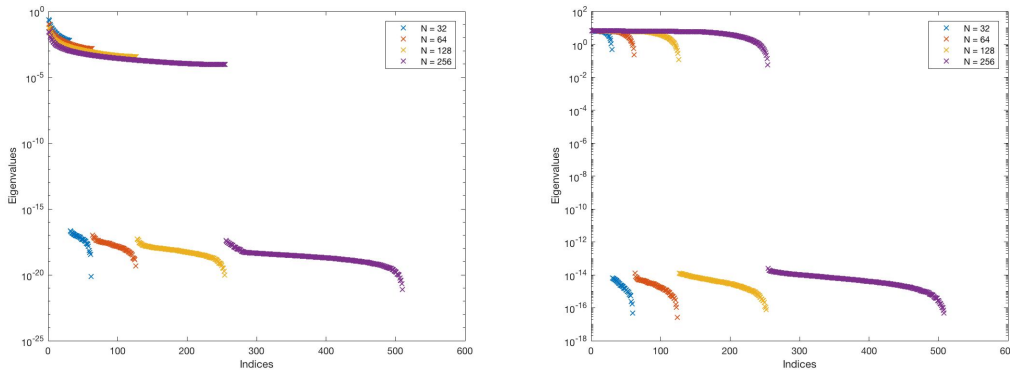 10^0
10^-5
10^-10
10^-15
10^-20
10^-25
Eigenvalues
0 100 200 300 400 500 600
Indices
N = 32
N = 64
N = 128
N = 256
10^2
10^0
10^-2
10^-4
10^-6
10^-8
10^-10
10^-12
10^-14
10^-16
10^-18
Eigenvalues
0 100 200 300 400 500 600
Indices
N = 32
N = 64
N = 128
N = 256